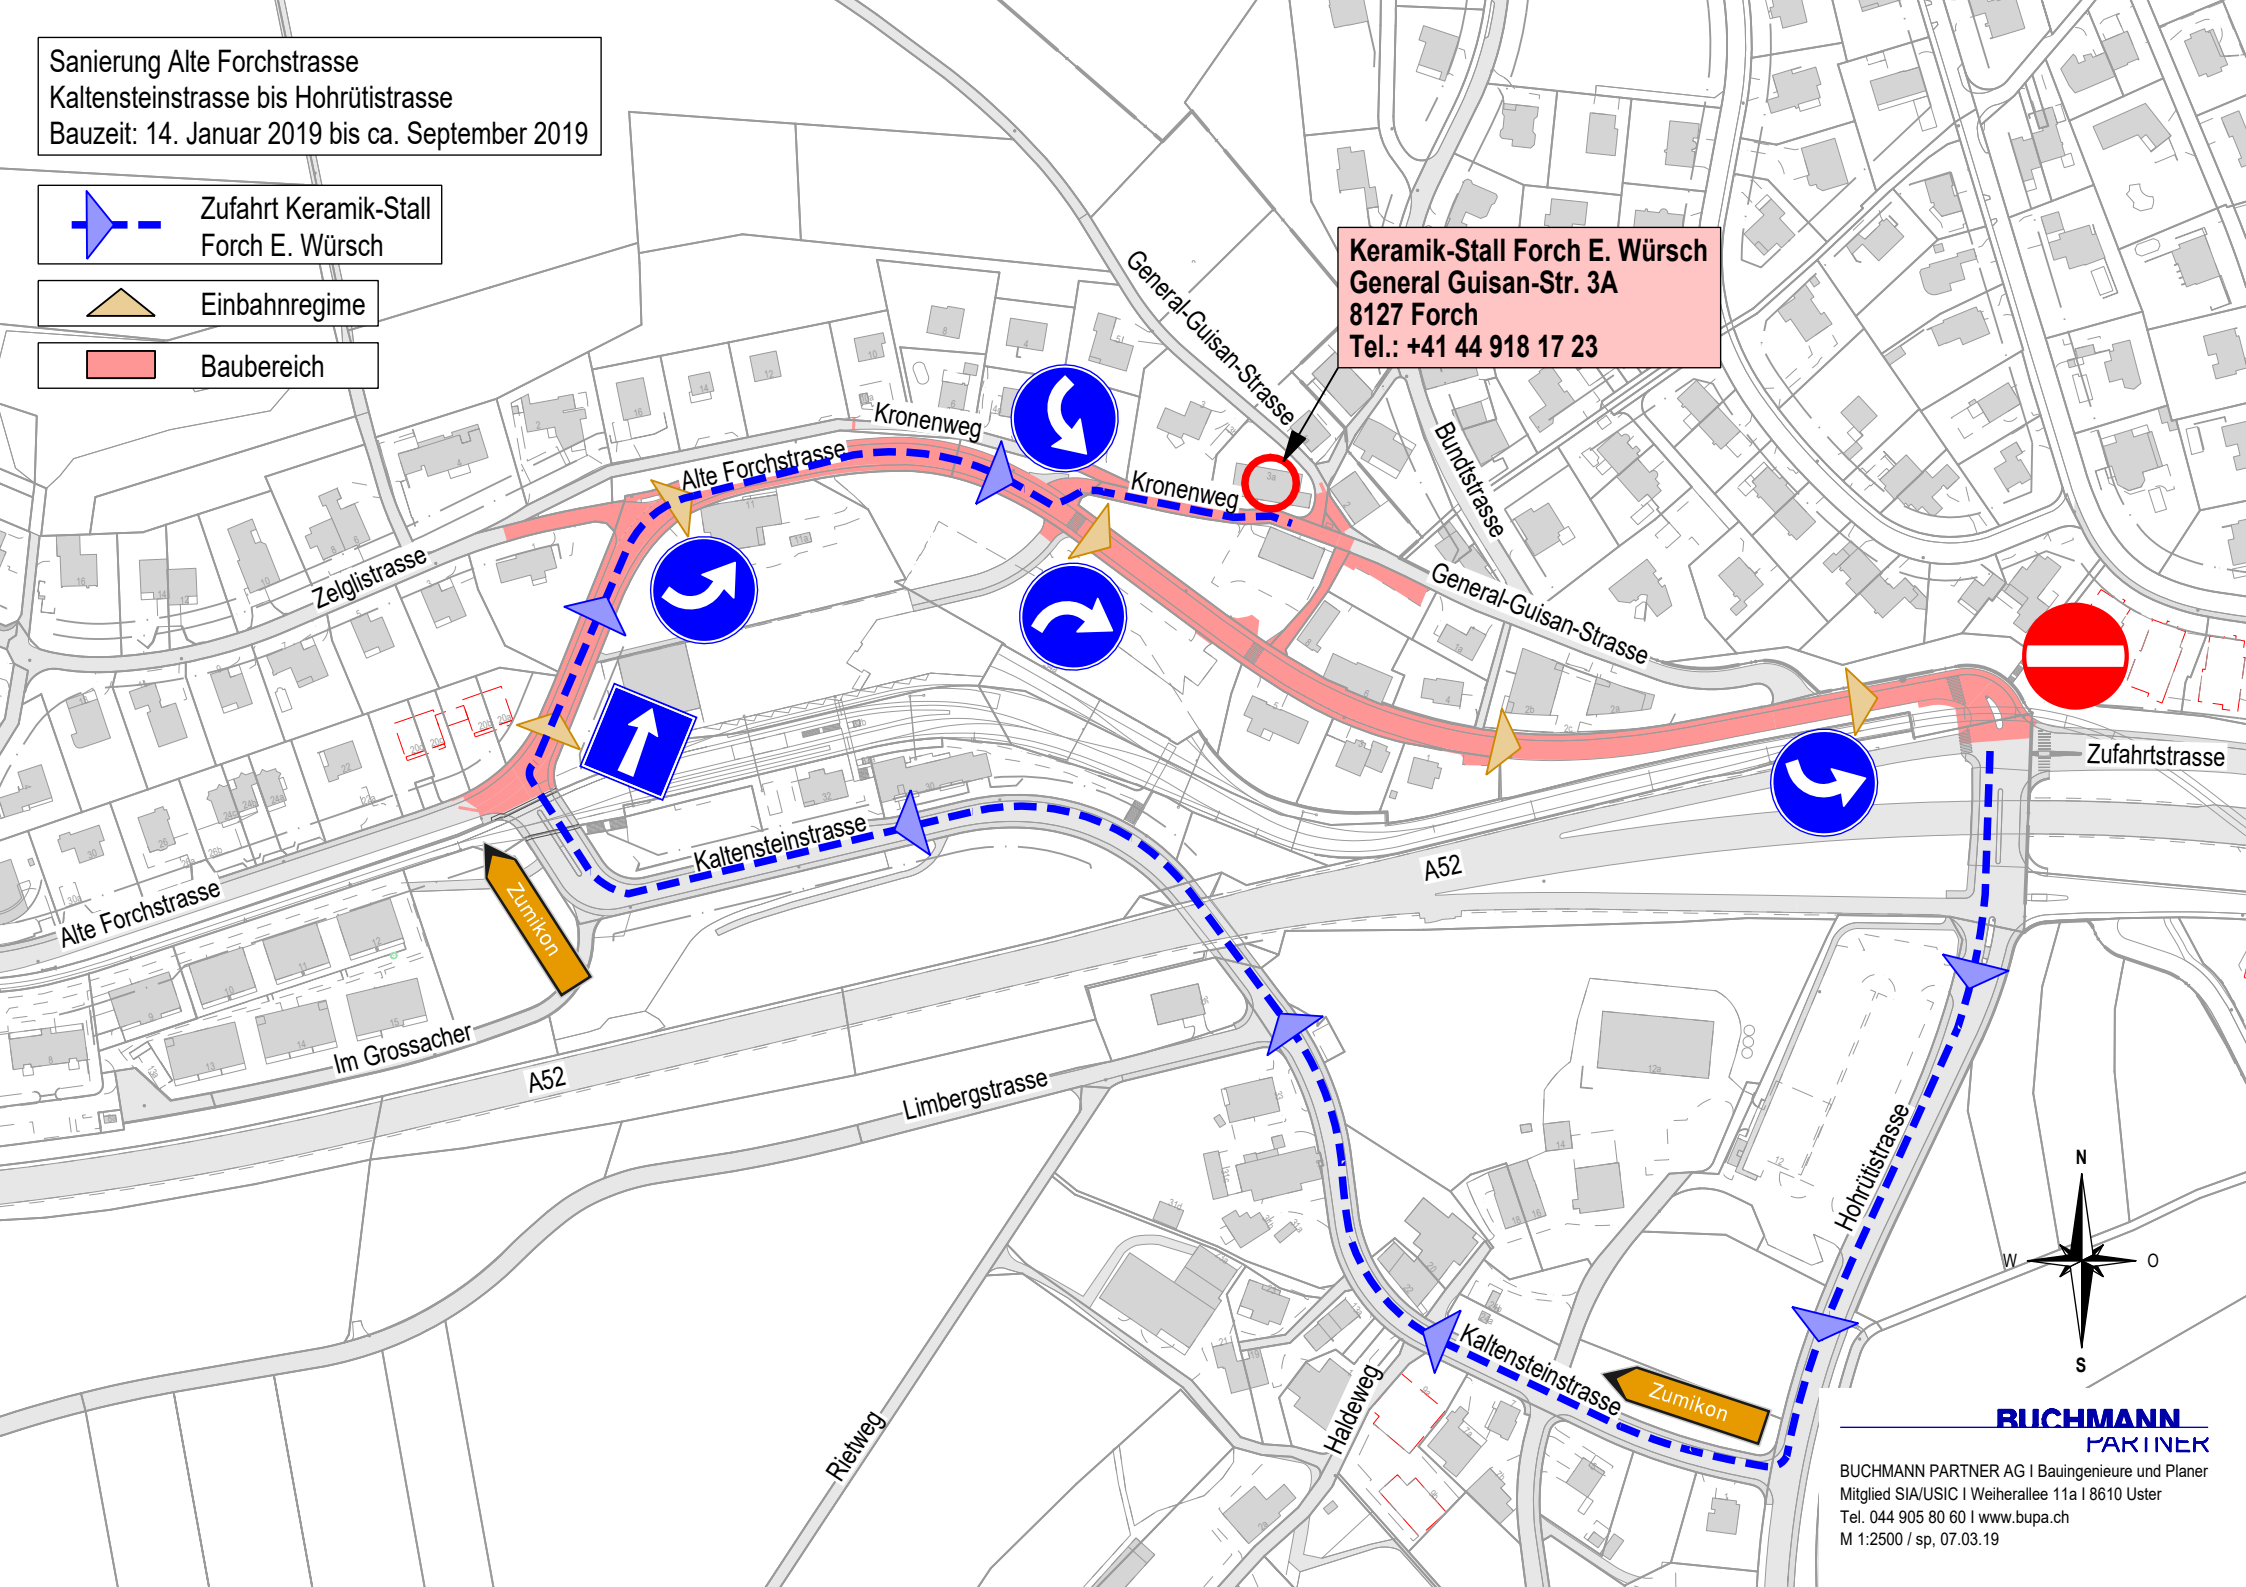 Sanierung Alte Forchstrasse
Kaltensteinstrasse bis Hohrütistrasse
Bauzeit: 14. Januar 2019 bis ca. September 2019
Zufahrt Keramik-Stall
Forch E. Würsch
Einbahnregime
Baubereich
Keramik-Stall Forch E. Würsch
General Guisan-Str. 3A
8127 Forch
Tel.: +41 44 918 17 23
General-Guisan-Strasse
Kronenweg
Alte Forchstrasse
Kronenweg
3a
Bundtstrasse
Zelglistrasse
General-Guisan-Strasse
Zufahrtstrasse
Kaltensteinstrasse
A52
Alte Forchstrasse
Zumikon
Im Grossacher
A52
Limbergstrasse
Hohrütistrasse
N
W
O
S
Kaltensteinstrasse
Zumikon
Haldeweg
Rietweg
BUCHMANN
PARTNER
BUCHMANN PARTNER AG I Bauingenieure und Planer
Mitglied SIA/USIC I Weiherallee 11a I 8610 Uster
Tel. 044 905 80 60 I www.bupa.ch
M 1:2500 / sp, 07.03.19